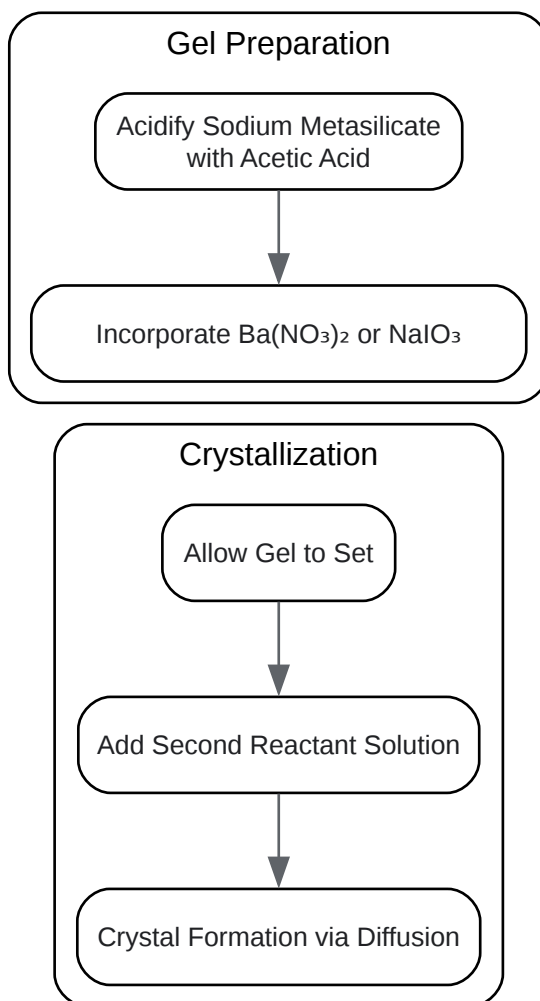 Gel Preparation
Acidify Sodium Metasilicate
with Acetic Acid
Incorporate Ba(NO₃)₂ or NaIO₃
Crystallization
Allow Gel to Set
Add Second Reactant Solution
Crystal Formation via Diffusion